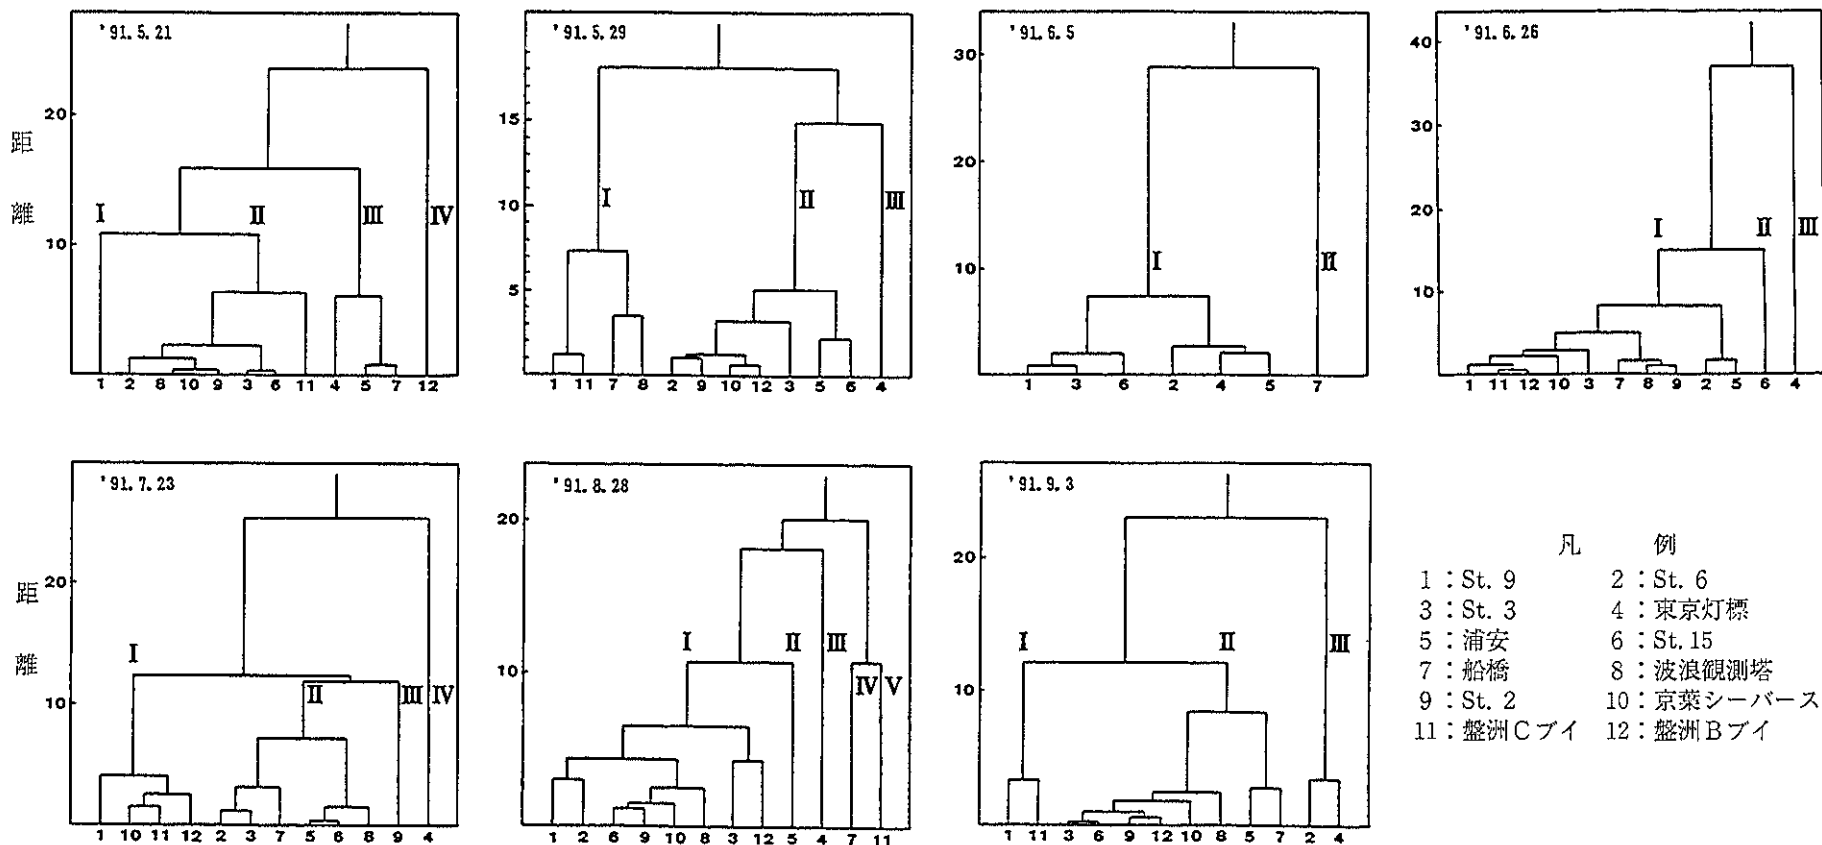 '91.5.21
距
離
20
10
I
II
III
IV
1 2 8 10 9 3 6 11 4 5 7 12
'91.5.29
15
10
5
I
II
III
1 11 7 8 2 9 10 12 3 5 6 4
'91.6.5
30
20
10
I
II
1 3 6 2 4 5 7
'91.6.26
40
30
20
10
I
II
III
1 11 12 10 3 7 8 9 2 5 6 4
'91.7.23
距
離
20
10
I
II
III
IV
1 10 11 12 2 3 7 5 6 8 9 4
'91.8.28
20
10
I
II
III
IV
V
1 2 6 9 10 8 3 12 5 4 7 11
'91.9.3
20
10
I
II
III
1 11 3 6 9 12 10 8 5 7 2 4
凡 例
1:St. 9 2:St. 6
3:St. 3 4:東京灯標
5:浦安 6:St. 15
7:船橋 8:波浪観測塔
9:St. 2 10:京葉シーバース
11:盤洲Cブイ 12:盤洲Bブイ